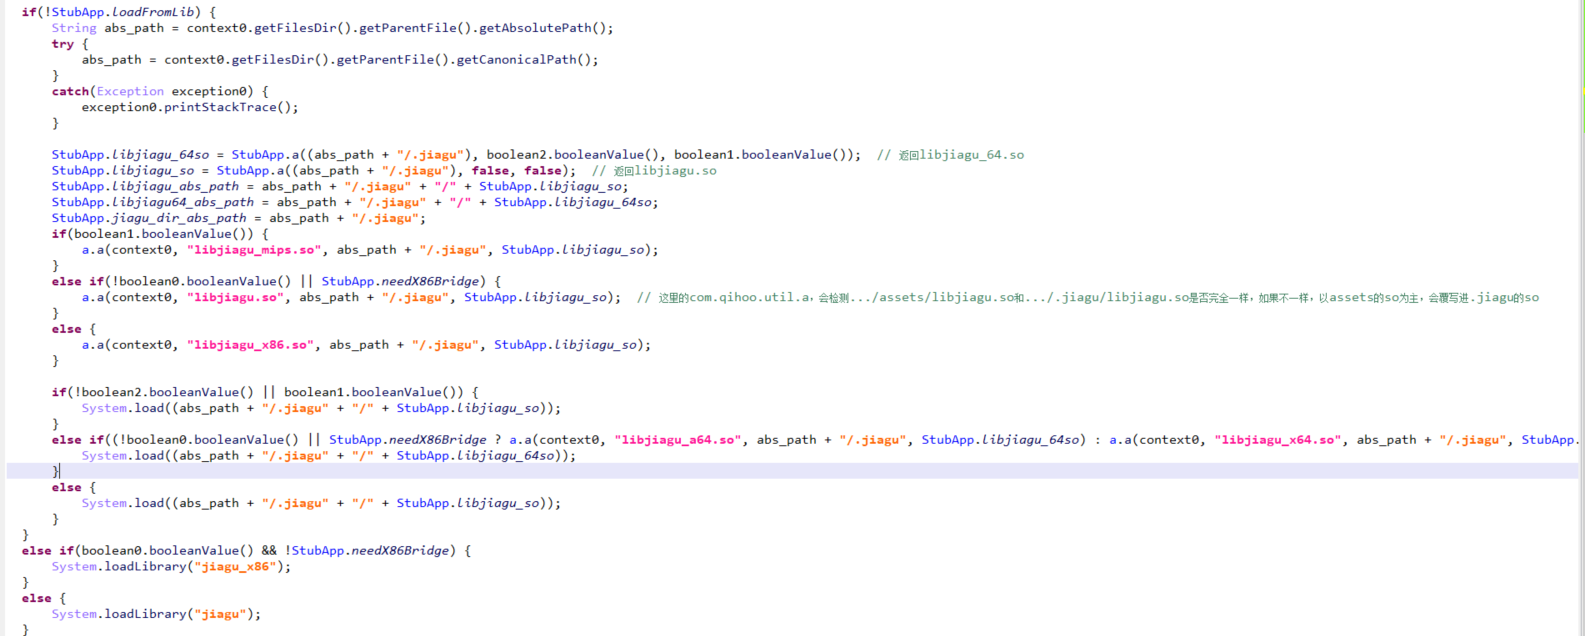 if(!StubApp.loadFromLib) {
String abs_path = context0.getFilesDir().getParentFile().getAbsolutePath();
try {
abs_path = context0.getFilesDir().getParentFile().getCanonicalPath();
}
catch(Exception exception0) {
exception0.printStackTrace();
}
StubApp.libjiagu_64so = StubApp.a((abs_path + "/.jiagu"), boolean2.booleanValue(), boolean1.booleanValue());  // 返回libjiagu_64.so
StubApp.libjiagu_so = StubApp.a((abs_path + "/.jiagu"), false, false);  // 返回libjiagu.so
StubApp.libjiagu_abs_path = abs_path + "/.jiagu" + "/" + StubApp.libjiagu_so;
StubApp.libjiagu64_abs_path = abs_path + "/.jiagu" + "/" + StubApp.libjiagu_64so;
StubApp.jiagu_dir_abs_path = abs_path + "/.jiagu";
if(boolean1.booleanValue()) {
a.a(context0, "libjiagu_mips.so", abs_path + "/.jiagu", StubApp.libjiagu_so);
}
else if(!boolean0.booleanValue() || StubApp.needX86Bridge) {
a.a(context0, "libjiagu.so", abs_path + "/.jiagu", StubApp.libjiagu_so);  // 这里的com.qihoo.util.a，会检测.../assets/libjiagu.so和.../.jiagu/libjiagu.so是否完全一样，如果不一样，以assets的so为主，会覆写进.jiagu的so
}
else {
a.a(context0, "libjiagu_x86.so", abs_path + "/.jiagu", StubApp.libjiagu_so);
}
if(!boolean2.booleanValue() || boolean1.booleanValue()) {
System.load((abs_path + "/.jiagu" + "/" + StubApp.libjiagu_so));
}
else if((!boolean0.booleanValue() || StubApp.needX86Bridge ? a.a(context0, "libjiagu_a64.so", abs_path + "/.jiagu", StubApp.libjiagu_64so) : a.a(context0, "libjiagu_x64.so", abs_path + "/.jiagu", StubApp.
System.load((abs_path + "/.jiagu" + "/" + StubApp.libjiagu_64so));
}
else {
System.load((abs_path + "/.jiagu" + "/" + StubApp.libjiagu_so));
}
}
else if(boolean0.booleanValue() && !StubApp.needX86Bridge) {
System.loadLibrary("jiagu_x86");
}
else {
System.loadLibrary("jiagu");
}